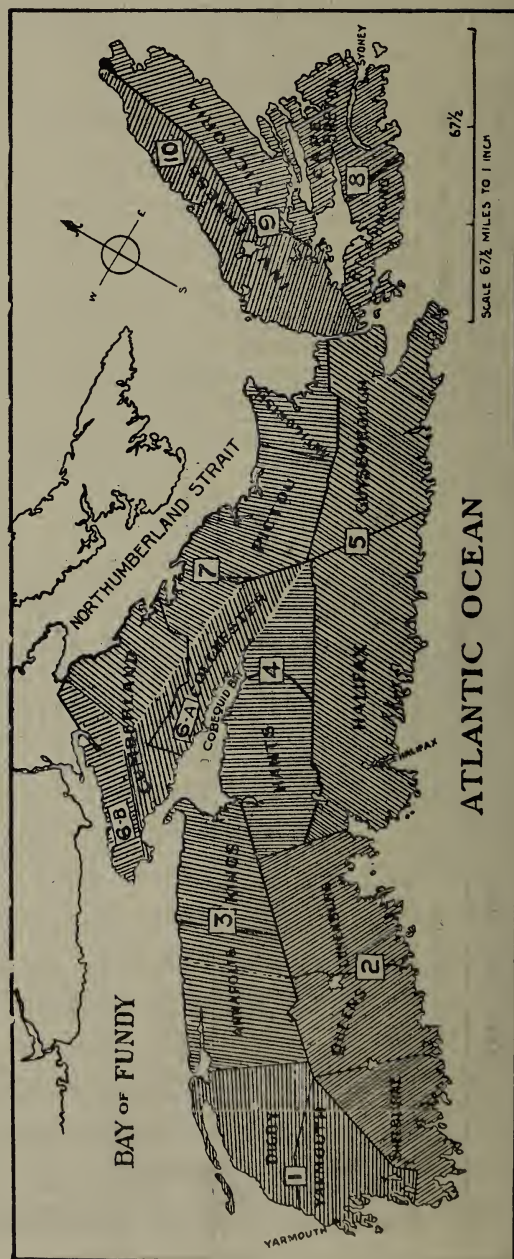 BAY OF FUNDY
NORTHUMBERLAND STRAIT
ATLANTIC OCEAN
COBEQUID BAY
YARMOUTH
DIGBY
YARMOUTH
SHELBURNE
QUEENS
LUNENBURG
ANNAPOLIS
KINGS
HANTS
HALIFAX
HALIFAX
CUMBERLAND
COLCHESTER
PICTOU
ANTIGONISH
GUYSBOROUGH
INVERNESS
VICTORIA
CAPE BRETON
RICHMOND
SYDNEY
1
2
3
4
5
6-A
6-B
7
8
9
10
W
E
S
67½
SCALE 67½ MILES TO 1 INCH